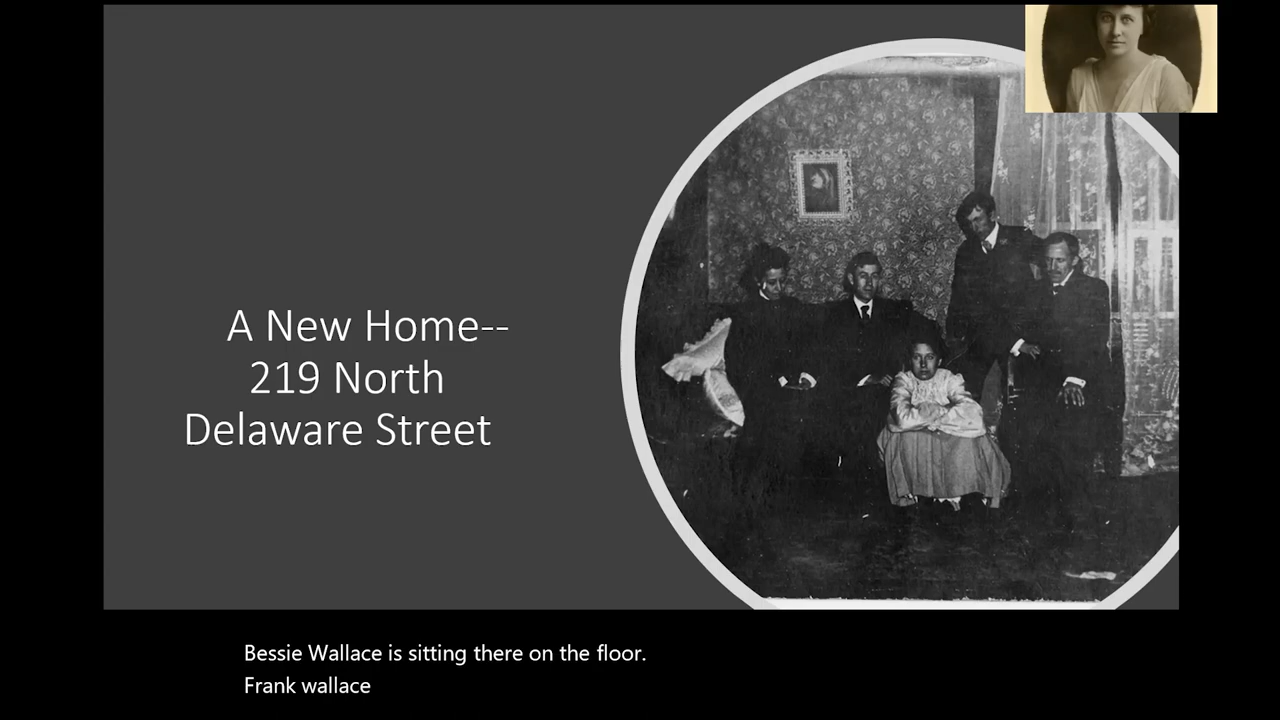 A New Home--
219 North
Delaware Street
Bessie Wallace is sitting there on the floor.
Frank wallace